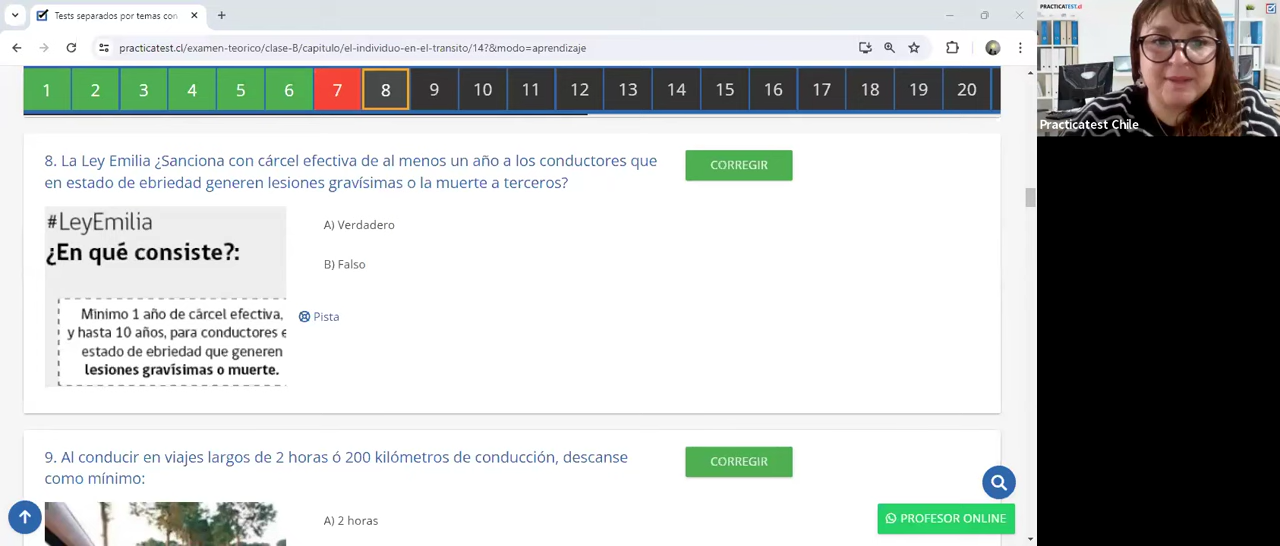 Tests separados por temas con
practicatest.cl/examen-teorico/clase-B/capitulo/el-individuo-en-el-transito/14?&modo=aprendizaje
PRACTICATEST.cl
Practicatest Chile
1 2 3 4 5 6 7 8 9 10 11 12 13 14 15 16 17 18 19 20
8. La Ley Emilia ¿Sanciona con cárcel efectiva de al menos un año a los conductores que
en estado de ebriedad generen lesiones gravísimas o la muerte a terceros?
CORREGIR
#LeyEmilia
¿En qué consiste?:
Mínimo 1 año de cárcel efectiva,
y hasta 10 años, para conductores e
estado de ebriedad que generen
lesiones gravísimas o muerte.
A) Verdadero
B) Falso
Pista
9. Al conducir en viajes largos de 2 horas ó 200 kilómetros de conducción, descanse
como mínimo:
CORREGIR
A) 2 horas
PROFESOR ONLINE